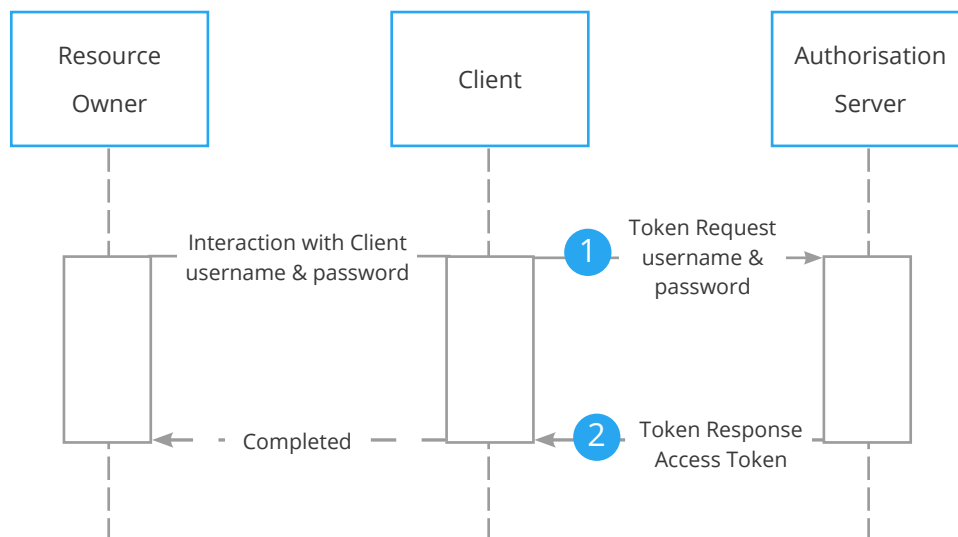 Resource
Owner
Client
Authorisation
Server
Interaction with Client
username & password
1
Token Request
username &
password
Completed
2
Token Response
Access Token